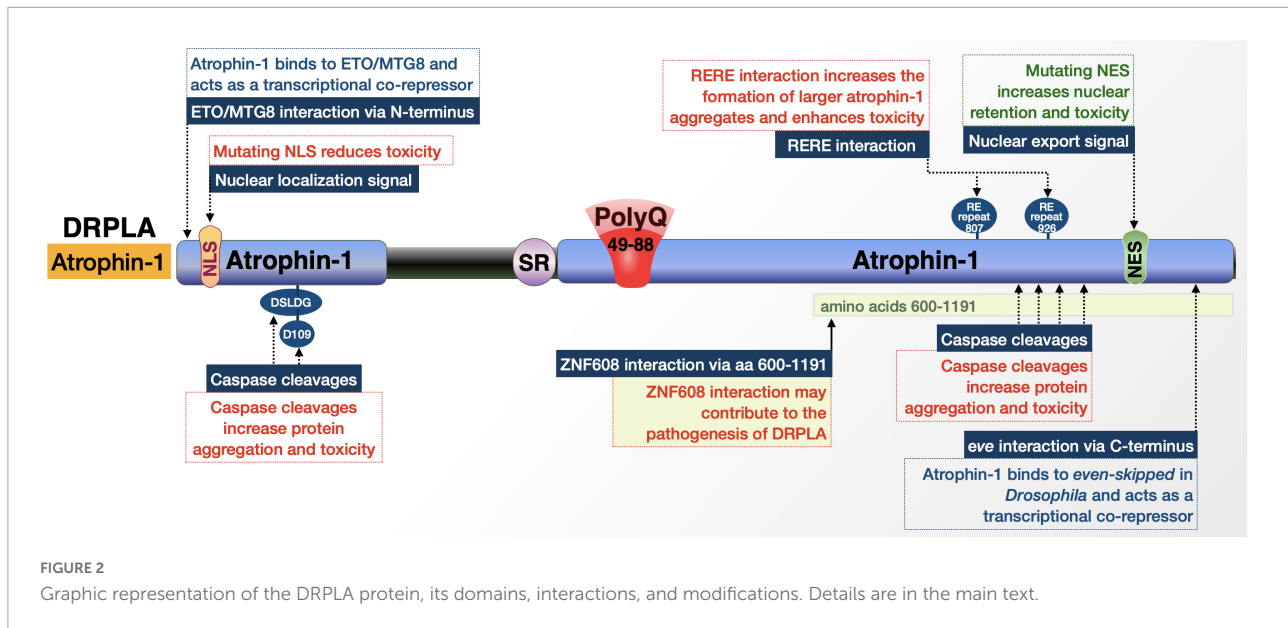 Atrophin-1 binds to ETO/MTG8 and
acts as a transcriptional co-repressor
ETO/MTG8 interaction via N-terminus
Mutating NLS reduces toxicity
Nuclear localization signal
RERE interaction increases the
formation of larger atrophin-1
aggregates and enhances toxicity
RERE interaction
Mutating NES
increases nuclear
retention and toxicity
Nuclear export signal
DRPLA
Atrophin-1
NLS
Atrophin-1
SR
PolyQ
49-88
Atrophin-1
RE
repeat
807
RE
repeat
926
NES
DSLDG
D109
Caspase cleavages
Caspase cleavages
increase protein
aggregation and toxicity
amino acids 600-1191
ZNF608 interaction via aa 600-1191
ZNF608 interaction may
contribute to the
pathogenesis of DRPLA
Caspase cleavages
Caspase cleavages
increase protein
aggregation and toxicity
eve interaction via C-terminus
Atrophin-1 binds to even-skipped in
Drosophila and acts as a
transcriptional co-repressor
FIGURE 2
Graphic representation of the DRPLA protein, its domains, interactions, and modifications. Details are in the main text.